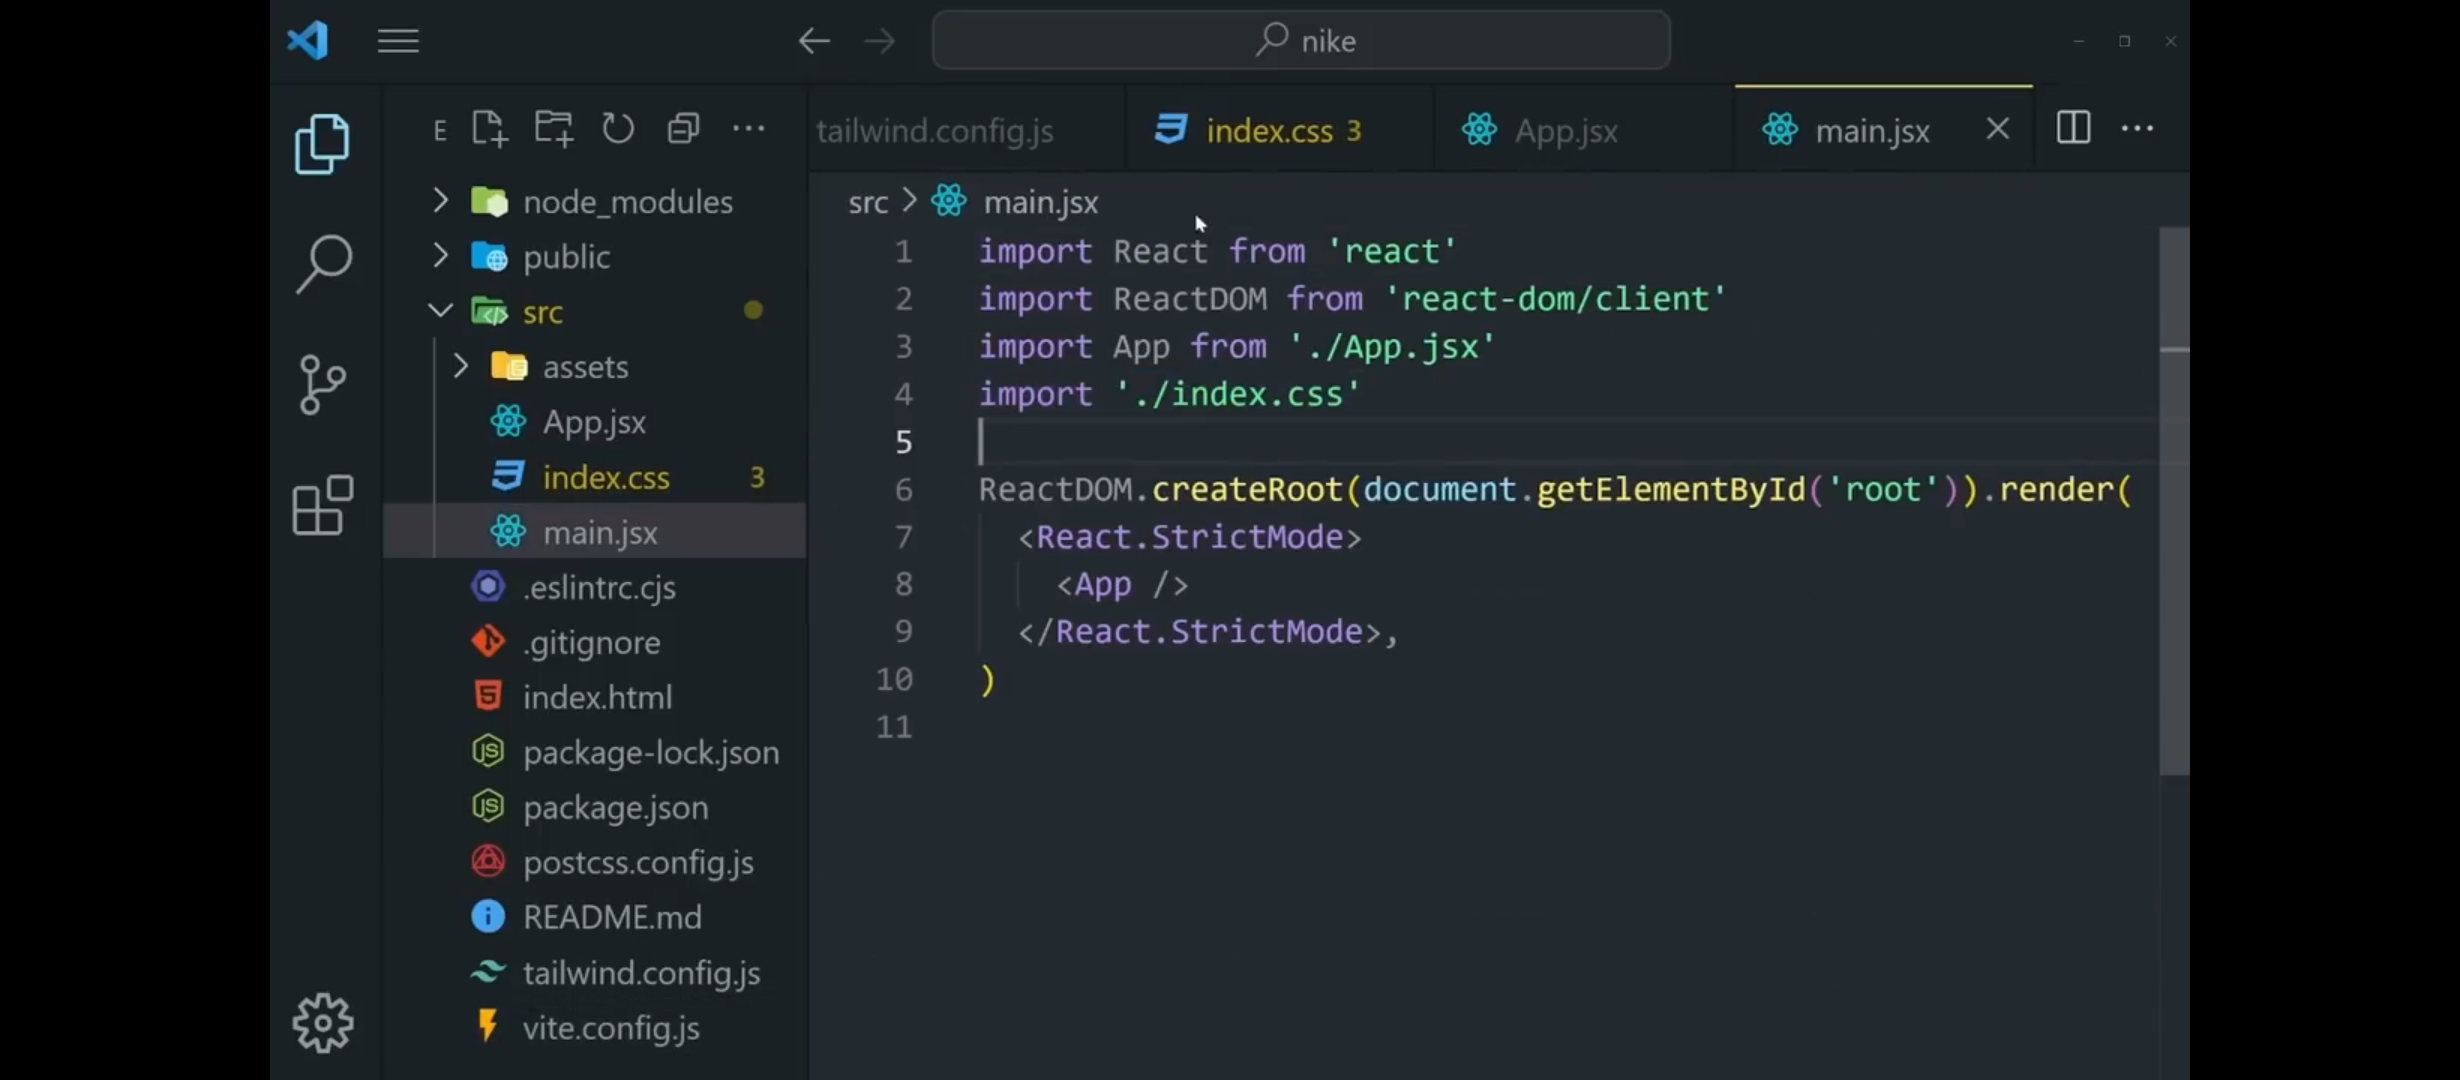 nike
E
tailwind.config.js
index.css 3
App.jsx
main.jsx
node_modules
public
src
assets
App.jsx
index.css 3
main.jsx
.eslintrc.cjs
.gitignore
index.html
package-lock.json
package.json
postcss.config.js
README.md
tailwind.config.js
vite.config.js
src > main.jsx
1 import React from 'react'
2 import ReactDOM from 'react-dom/client'
3 import App from './App.jsx'
4 import './index.css'
5
6 ReactDOM.createRoot(document.getElementById('root')).render(
7 <React.StrictMode>
8 <App />
9 </React.StrictMode>,
10 )
11